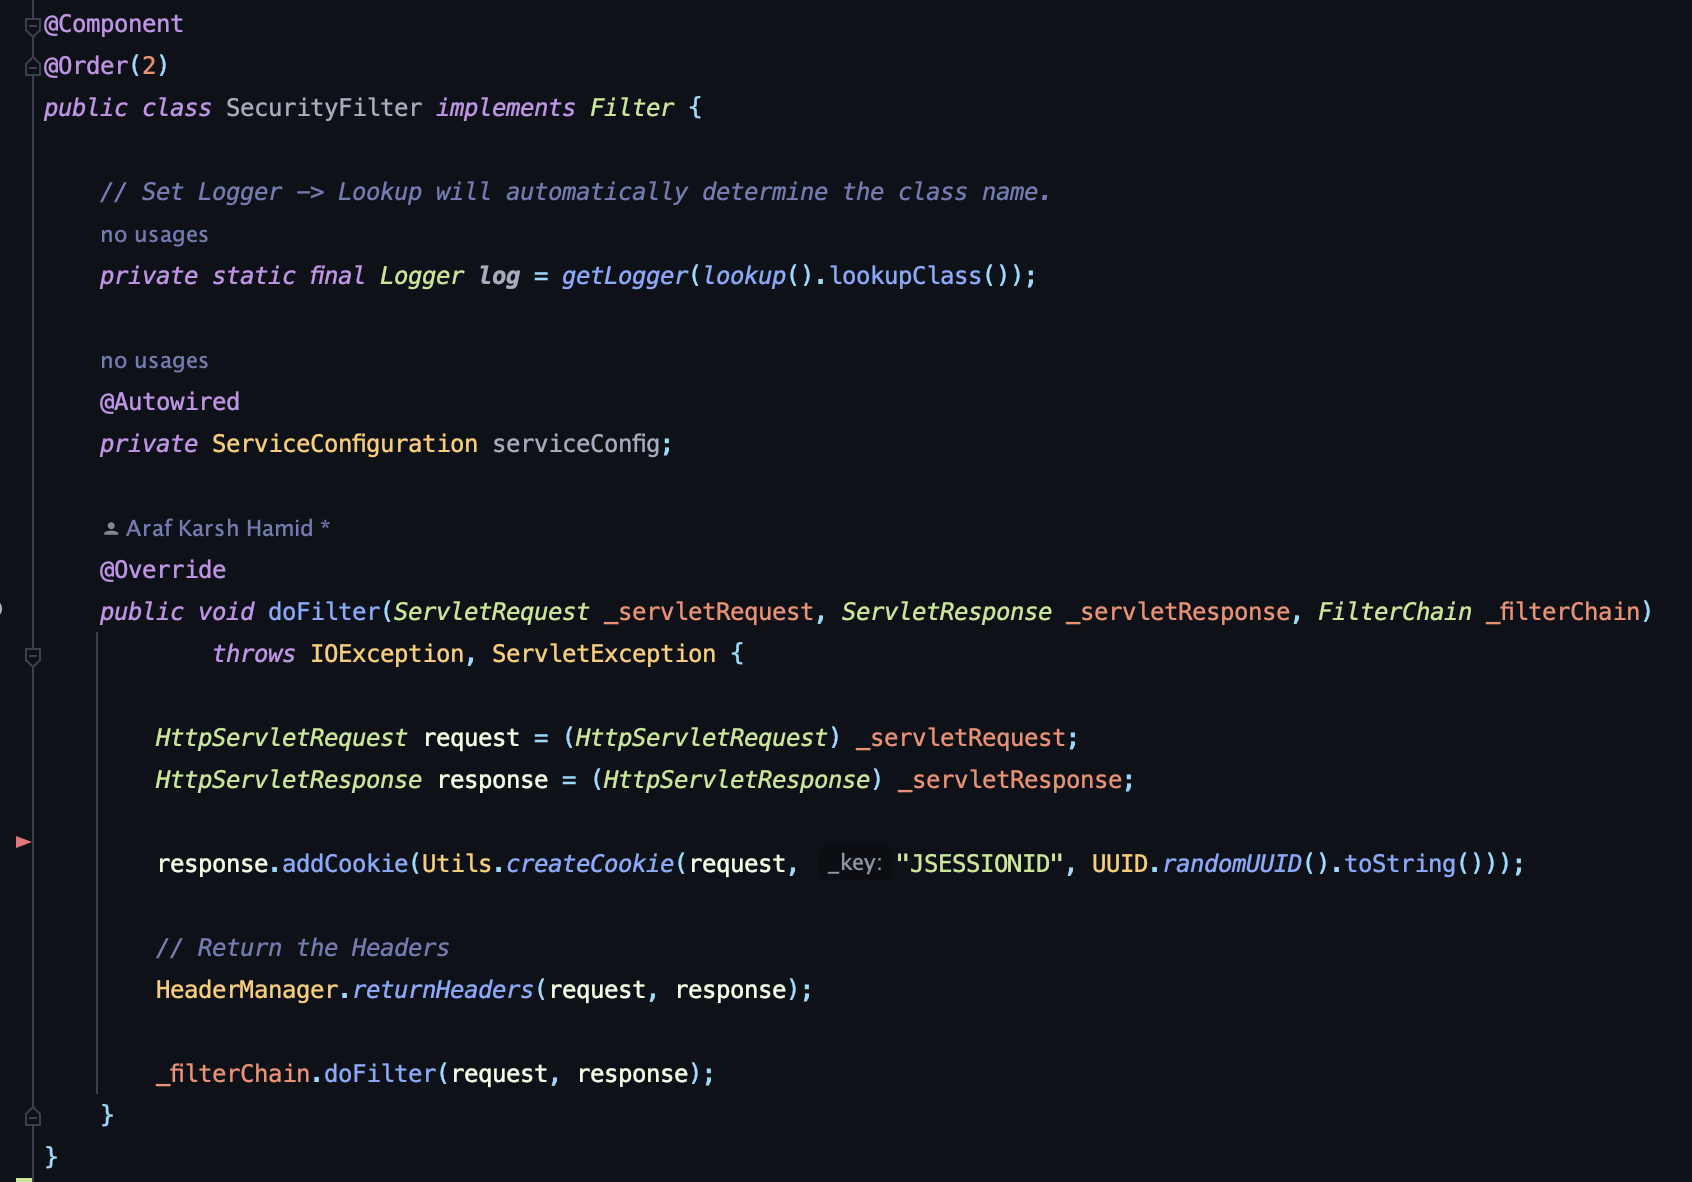 @Component
@Order(2)
public class SecurityFilter implements Filter {
// Set Logger -> Lookup will automatically determine the class name.
no usages
private static final Logger log = getLogger(lookup().lookupClass());
no usages
@Autowired
private ServiceConfiguration serviceConfig;
Araf Karsh Hamid *
@Override
public void doFilter(ServletRequest _servletRequest, ServletResponse _servletResponse, FilterChain _filterChain)
throws IOException, ServletException {
HttpServletRequest request = (HttpServletRequest) _servletRequest;
HttpServletResponse response = (HttpServletResponse) _servletResponse;
response.addCookie(Utils.createCookie(request, _key: "JSESSIONID", UUID.randomUUID().toString()));
// Return the Headers
HeaderManager.returnHeaders(request, response);
_filterChain.doFilter(request, response);
}
}